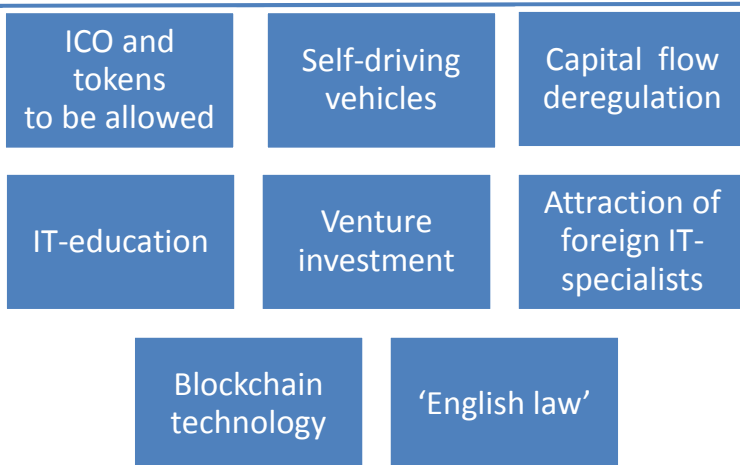 ICO and
tokens
to be allowed
Self-driving
vehicles
Capital flow
deregulation
IT-education
Venture
investment
Attraction of
foreign IT-
specialists
Blockchain
technology
‘English law’